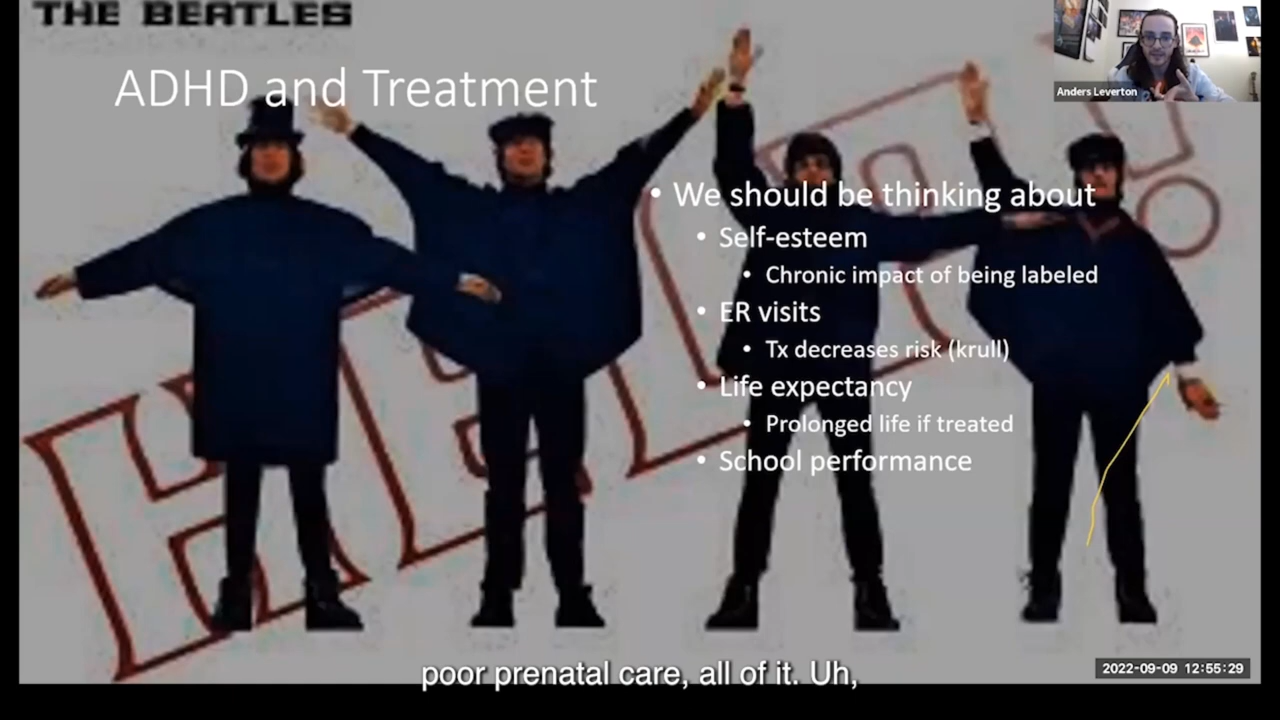 THE BEATLES
ADHD and Treatment
Anders Leverton
• We should be thinking about
• Self-esteem
• Chronic impact of being labeled
• ER visits
• Tx decreases risk (krull)
• Life expectancy
• Prolonged life if treated
• School performance
HELP!
2022-09-09 12:55:29
poor prenatal care, all of it. Uh,